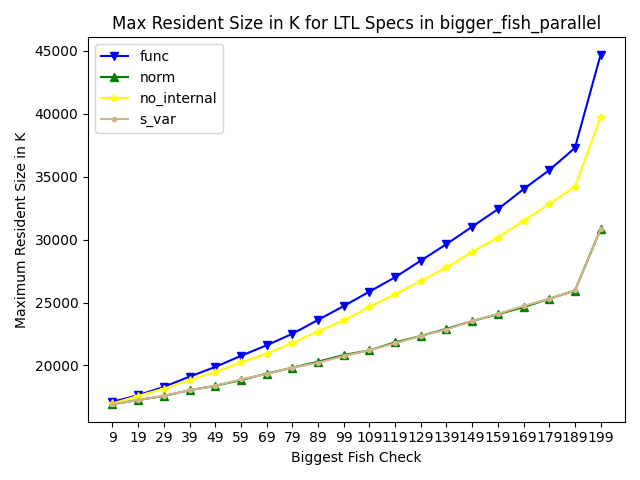 Max Resident Size in K for LTL Specs in bigger_fish_parallel
func
norm
no_internal
s_var
Maximum Resident Size in K
45000
40000
35000
30000
25000
20000
9 19 29 39 49 59 69 79 89 99 109 119 129 139 149 159 169 179 189 199
Biggest Fish Check